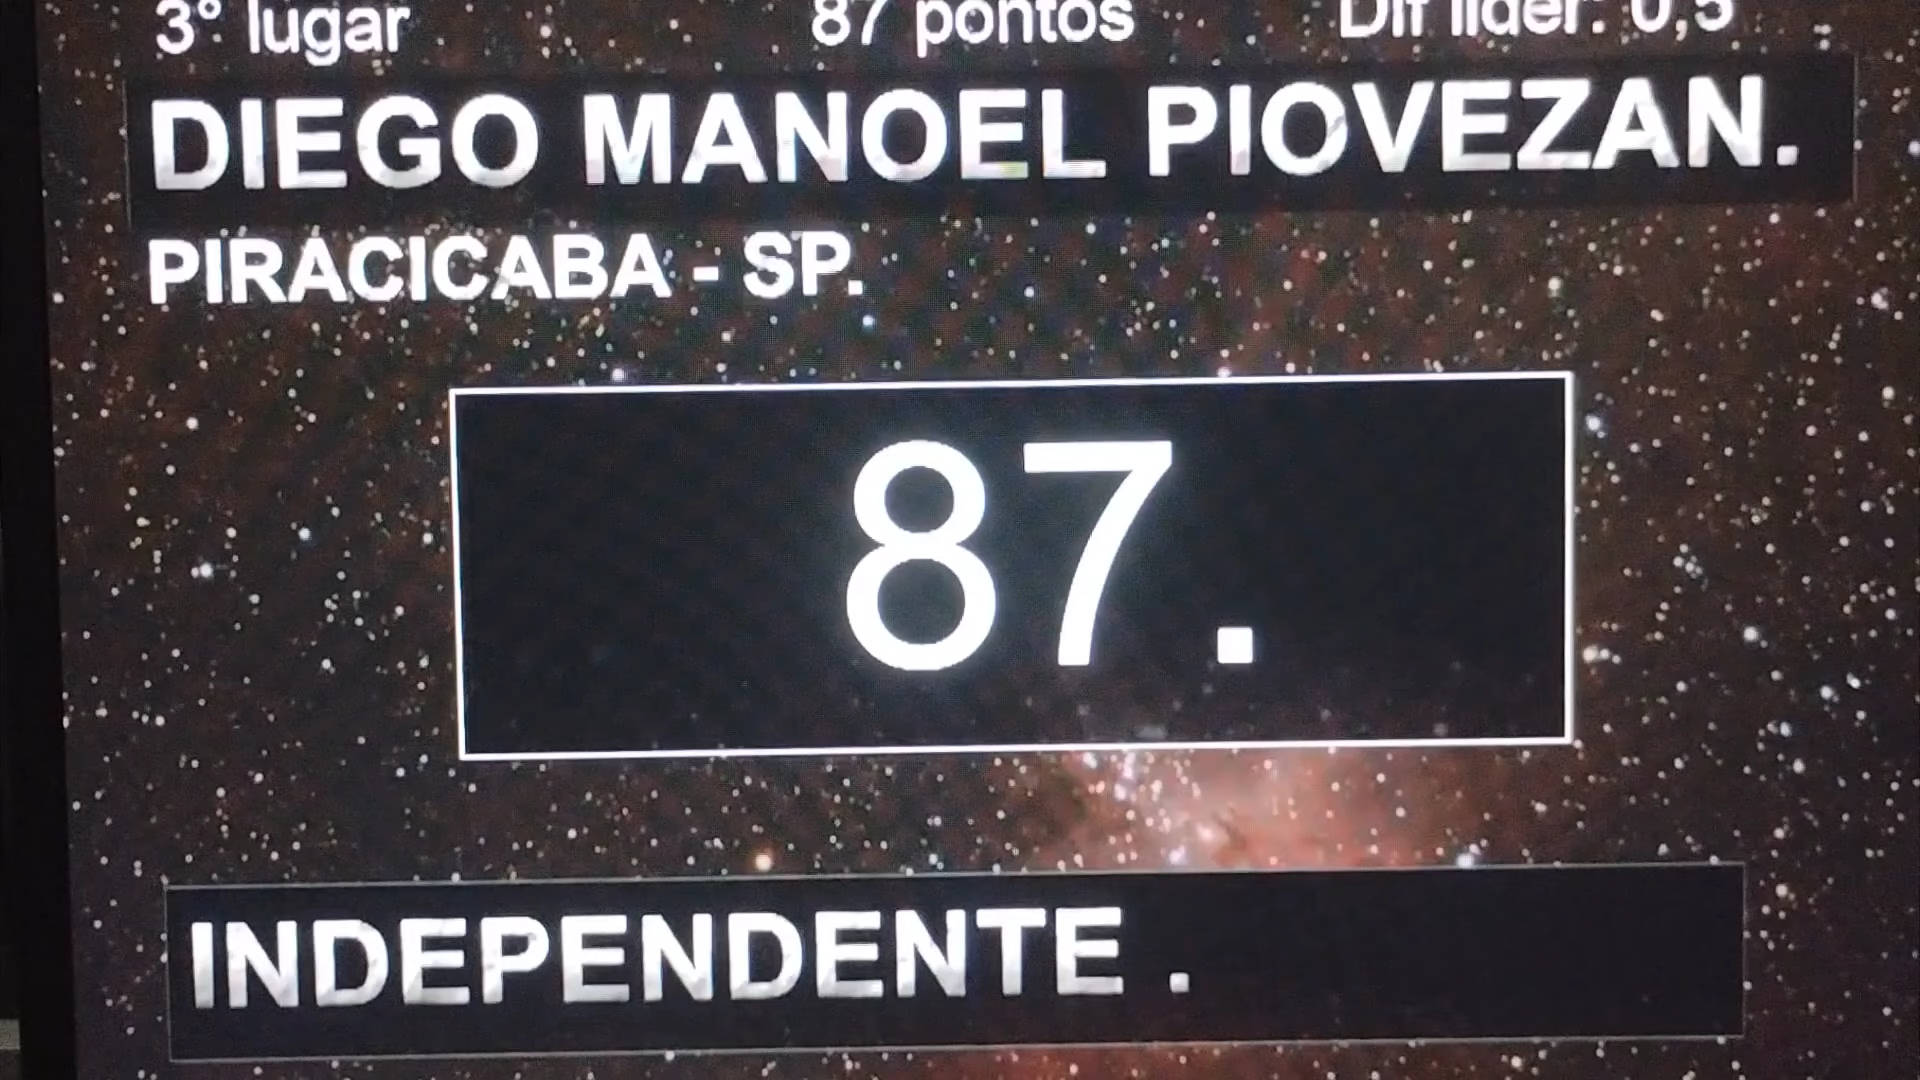 3° lugar 87 pontos Dif líder: 0,5
DIEGO MANOEL PIOVEZAN.
PIRACICABA - SP.
87.
INDEPENDENTE .